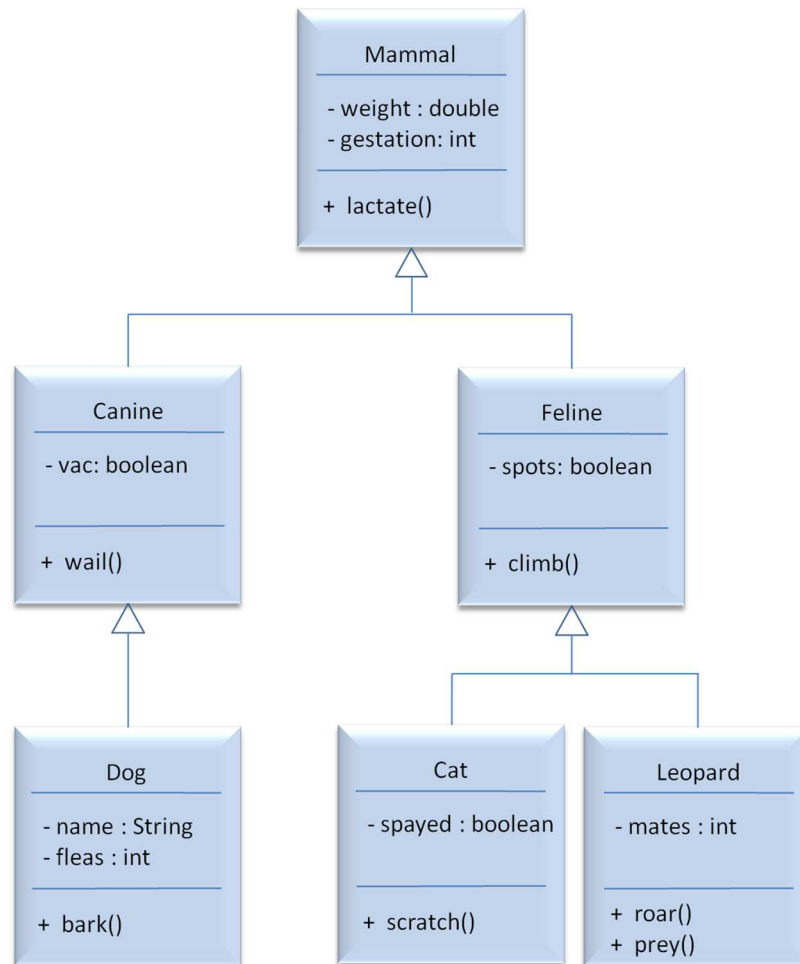 Mammal
- weight : double
- gestation: int
+ lactate()
Canine
- vac: boolean
+ wail()
Feline
- spots: boolean
+ climb()
Dog
- name : String
- fleas : int
+ bark()
Cat
- spayed : boolean
+ scratch()
Leopard
- mates : int
+ roar()
+ prey()